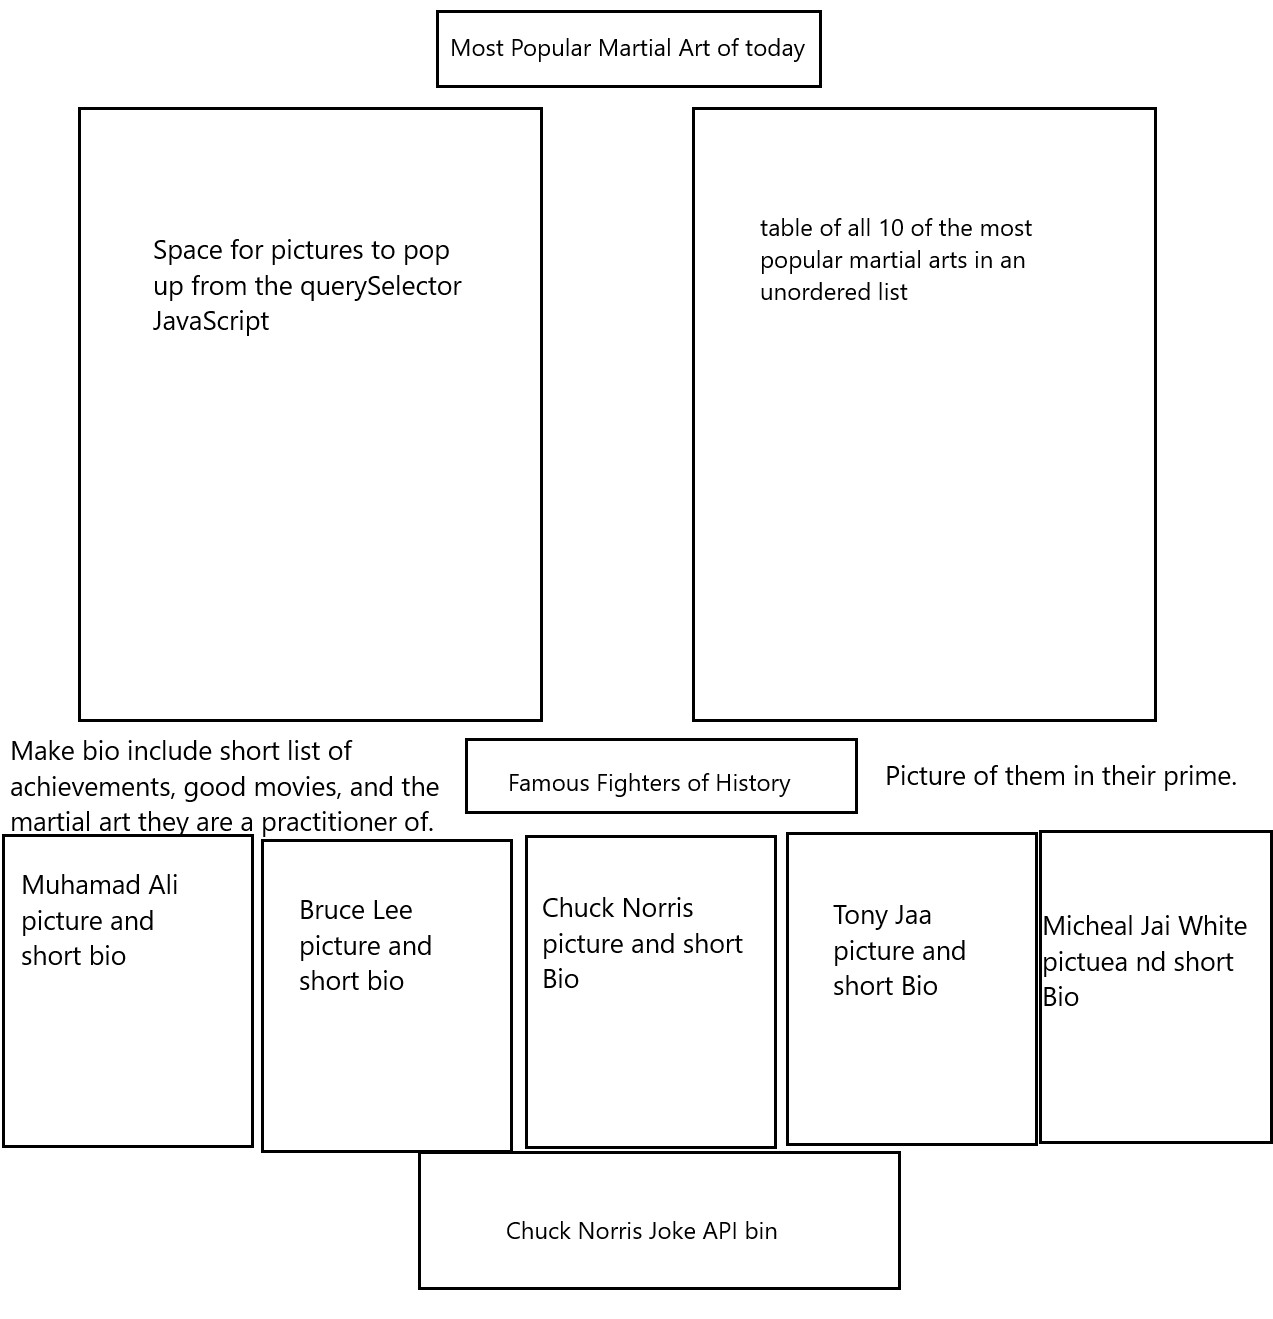 Most Popular Martial Art of today
Space for pictures to pop
up from the querySelector
JavaScript
table of all 10 of the most
popular martial arts in an
unordered list
Make bio include short list of
achievements, good movies, and the
martial art they are a practitioner of.
Famous Fighters of History
Picture of them in their prime.
Muhamad Ali
picture and
short bio
Bruce Lee
picture and
short bio
Chuck Norris
picture and short
Bio
Tony Jaa
picture and
short Bio
Micheal Jai White
pictuea nd short
Bio
Chuck Norris Joke API bin